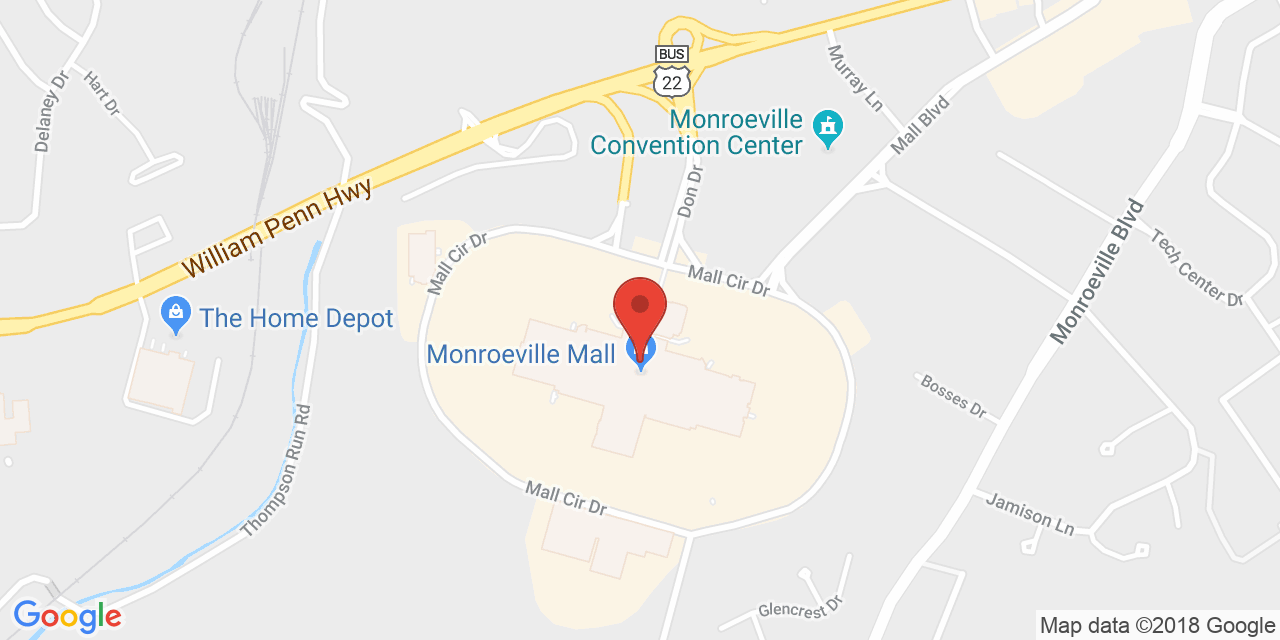 BUS
22
Murray Ln
Monroeville
Convention Center
Mall Blvd
Delaney Dr
Hart Dr
William Penn Hwy
Don Dr
Monroeville Blvd
Tech Center Dr
Mall Cir Dr
Mall Cir Dr
The Home Depot
Monroeville Mall
Bosses Dr
Thompson Run Rd
Mall Cir Dr
Jamison Ln
Glencrest Dr
Google
Map data ©2018 Google